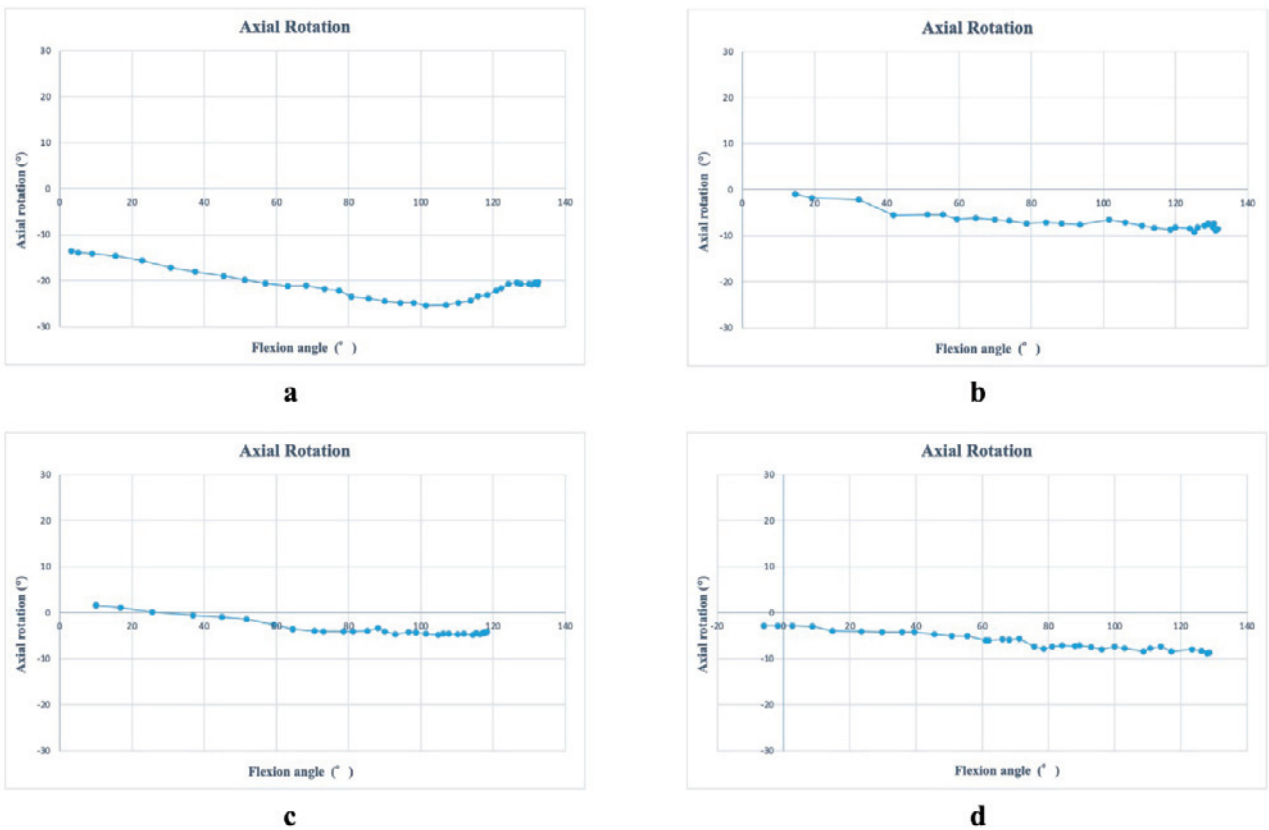 Axial Rotation
30
20
10
0
-10
-20
-30
0 20 40 60 80 100 120 140
Axial rotation (°)
Flexion angle (° )
a
Axial Rotation
30
20
10
0
-10
-20
-30
0 20 40 60 80 100 120 140
Axial rotation (°)
Flexion angle (° )
b
Axial Rotation
30
20
10
0
-10
-20
-30
0 20 40 60 80 100 120 140
Axial rotation (°)
Flexion angle (° )
c
Axial Rotation
30
20
10
0
-10
-20
-30
-20 0 20 40 60 80 100 120 140
Axial rotation (°)
Flexion angle (° )
d